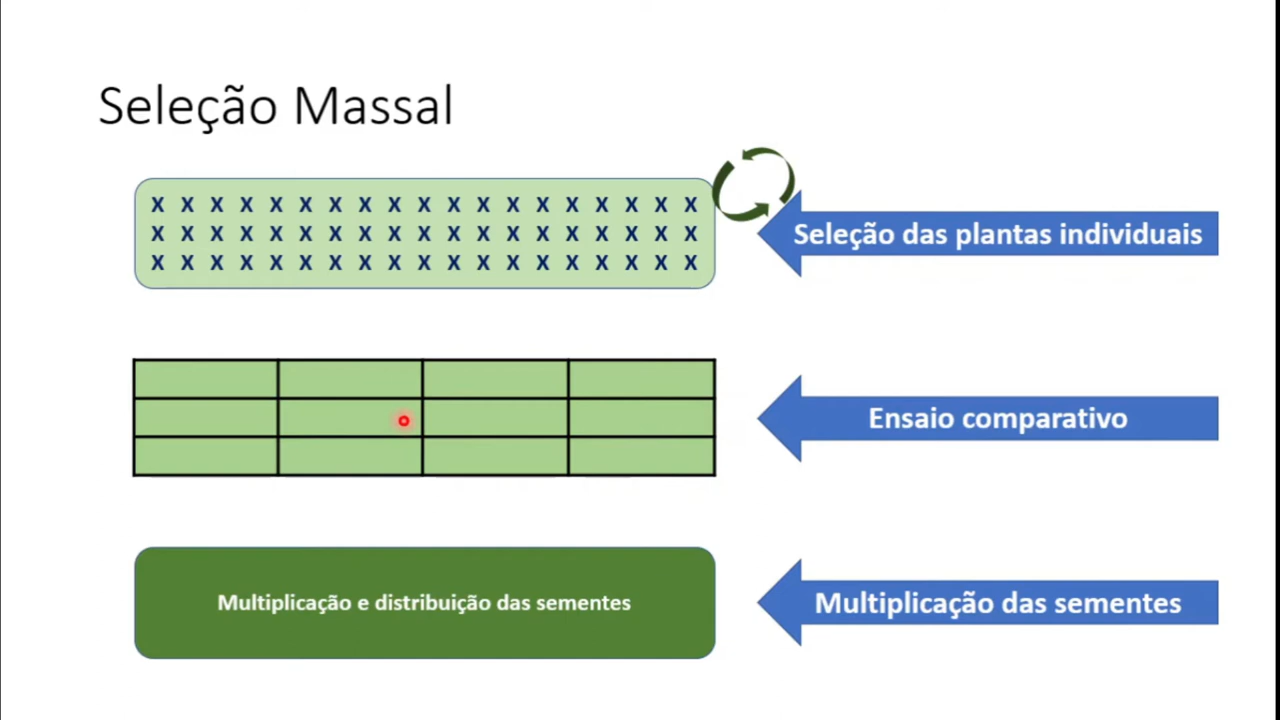 Seleção Massal
X X X X X X X X X X X X X X X X X X X
X X X X X X X X X X X X X X X X X X X
X X X X X X X X X X X X X X X X X X X
Seleção das plantas individuais
Ensaio comparativo
Multiplicação e distribuição das sementes
Multiplicação das sementes